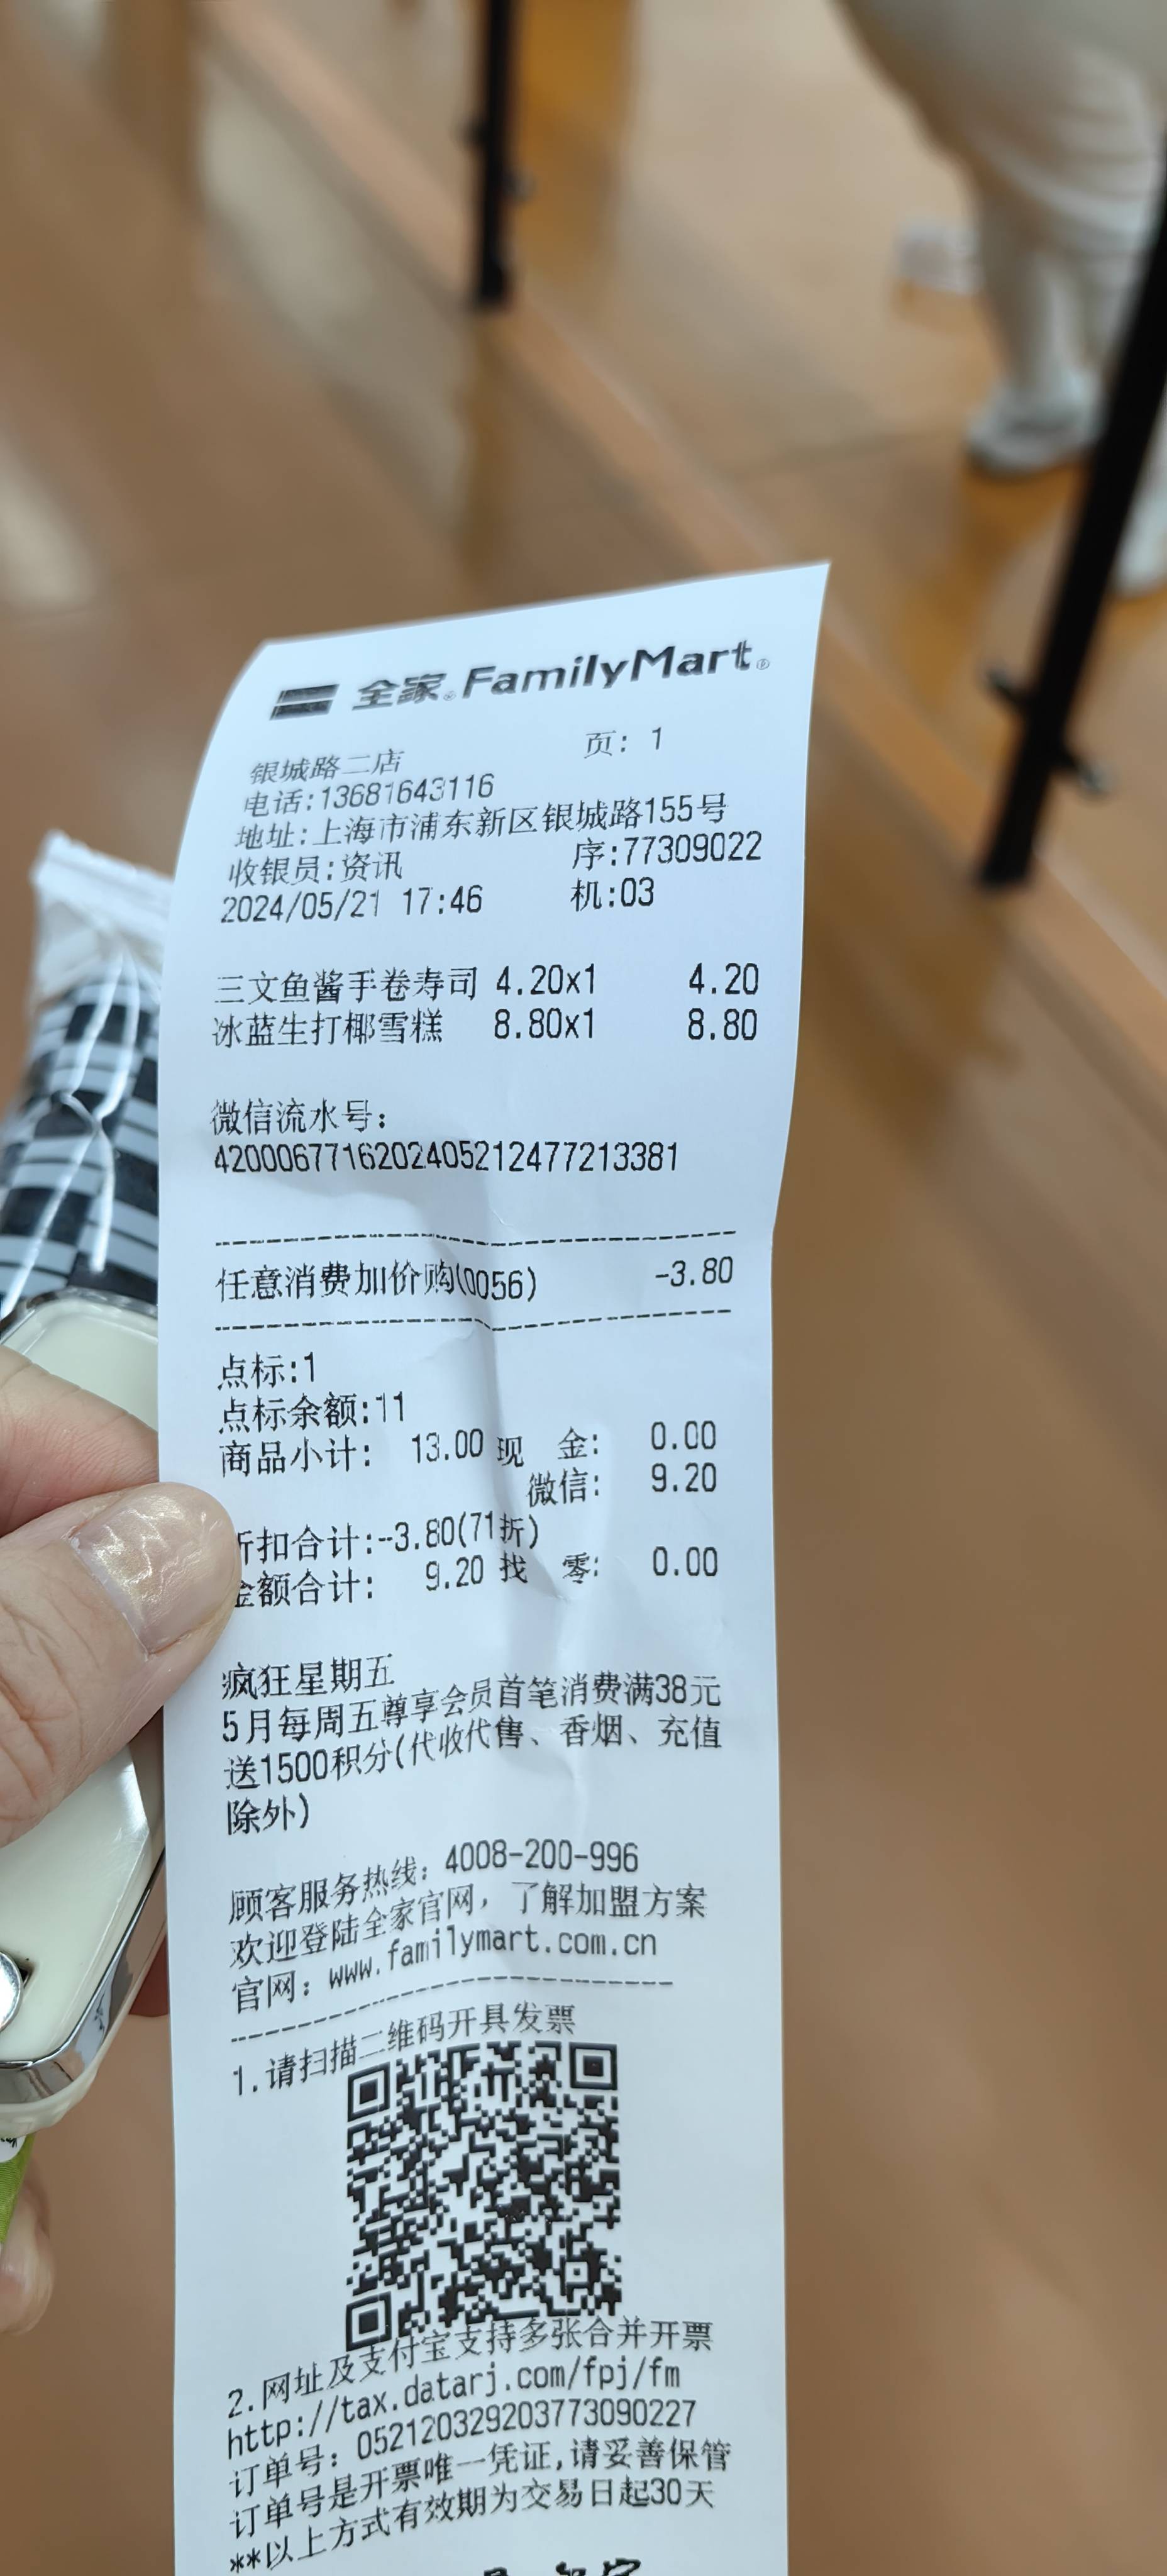 全家 FamilyMart
银城路二店 页: 1
电话:13681643116
地址:上海市浦东新区银城路155号
收银员:资讯 序:77309022
2024/05/21 17:46 机:03
三文鱼酱手卷寿司 4.20x1 4.20
冰蓝生打椰雪糕 8.80x1 8.80
微信流水号:
4200067716202405212477213381
任意消费加价购(0056) -3.80
点标:1
点标余额:11
商品小计: 13.00 现 金: 0.00
微信: 9.20
折扣合计:-3.80(71折)
金额合计: 9.20 找 零: 0.00
疯狂星期五
5月每周五尊享会员首笔消费满38元
送1500积分(代收代售、香烟、充值
除外)
顾客服务热线: 4008-200-996
欢迎登陆全家官网, 了解加盟方案
官网: www.familymart.com.cn
1.请扫描二维码开具发票
2.网址及支付宝支持多张合并开票
http://tax.datarj.com/fpj/fm
订单号: 052120329203773090227
订单号是开票唯一凭证,请妥善保管
**以上方式有效期为交易日起30天